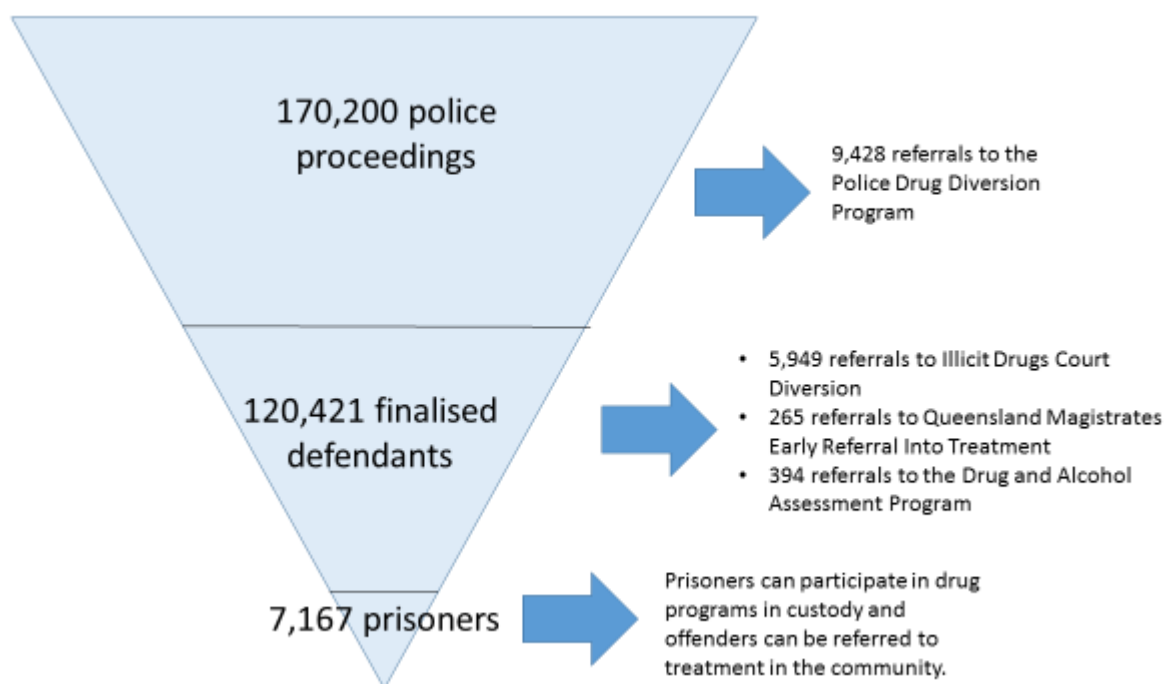 170,200 police
proceedings
9,428 referrals to the
Police Drug Diversion
Program
120,421 finalised
defendants
• 5,949 referrals to Illicit Drugs Court
Diversion
• 265 referrals to Queensland Magistrates
Early Referral Into Treatment
• 394 referrals to the Drug and Alcohol
Assessment Program
7,167 prisoners
Prisoners can participate in drug
programs in custody and
offenders can be referred to
treatment in the community.